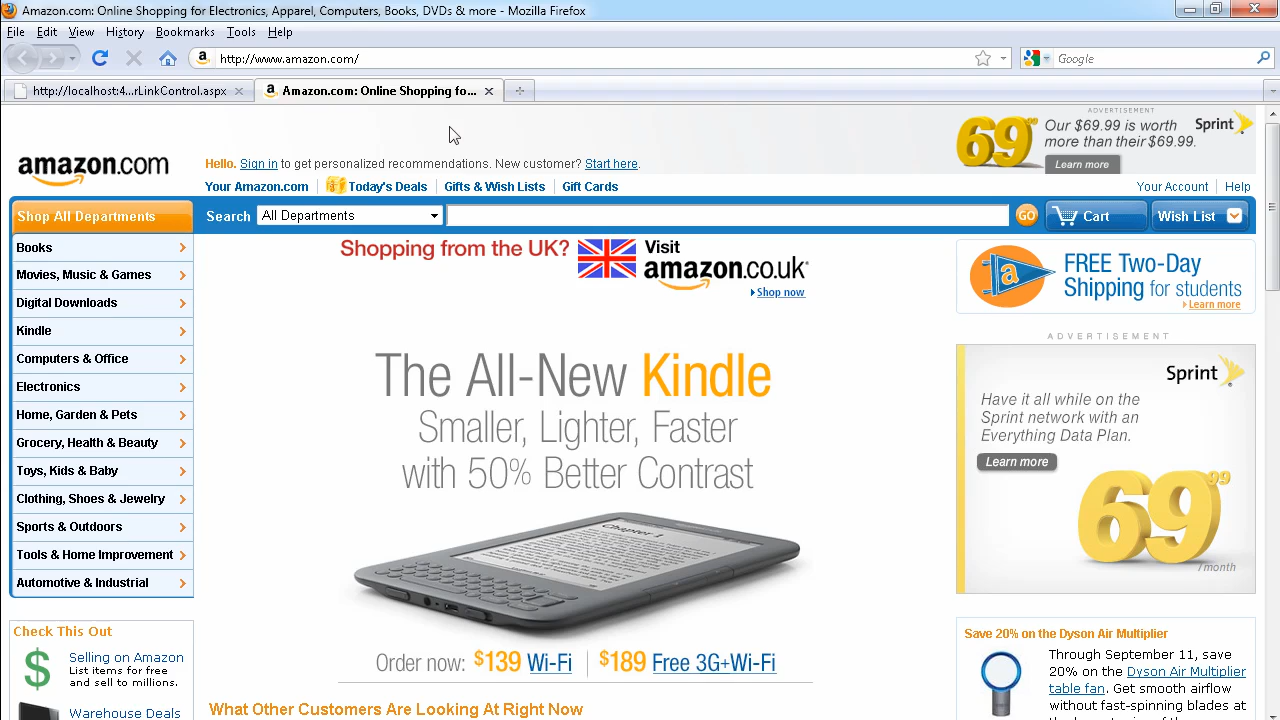 Amazon.com: Online Shopping for Electronics, Apparel, Computers, Books, DVDs & more - Mozilla Firefox
File Edit View History Bookmarks Tools Help
http://www.amazon.com/
Google
http://localhost:4...rLinkControl.aspx
Amazon.com: Online Shopping fo...
ADVERTISEMENT
69
Our $69.99 is worth
more than their $69.99.
Sprint
Learn more
amazon.com
Hello. Sign in to get personalized recommendations. New customer? Start here.
Your Amazon.com Today's Deals Gifts & Wish Lists Gift Cards
Your Account Help
Shop All Departments
Search All Departments GO Cart Wish List
Books
Movies, Music & Games
Digital Downloads
Kindle
Computers & Office
Electronics
Home, Garden & Pets
Grocery, Health & Beauty
Toys, Kids & Baby
Clothing, Shoes & Jewelry
Sports & Outdoors
Tools & Home Improvement
Automotive & Industrial
Check This Out
Selling on Amazon
List items for free
and sell to millions.
Warehouse Deals
Shopping from the UK?
Visit
amazon.co.uk
Shop now
The All-New Kindle
Smaller, Lighter, Faster
with 50% Better Contrast
Chapter 1
Order now: $139 Wi-Fi $189 Free 3G+Wi-Fi
What Other Customers Are Looking At Right Now
a
FREE Two-Day
Shipping for students
Learn more
ADVERTISEMENT
Sprint
Have it all while on the
Sprint network with an
Everything Data Plan.
Learn more
69.99
/month
Save 20% on the Dyson Air Multiplier
Through September 11, save
20% on the Dyson Air Multiplier
table fan. Get smooth airflow
without fast-spinning blades at